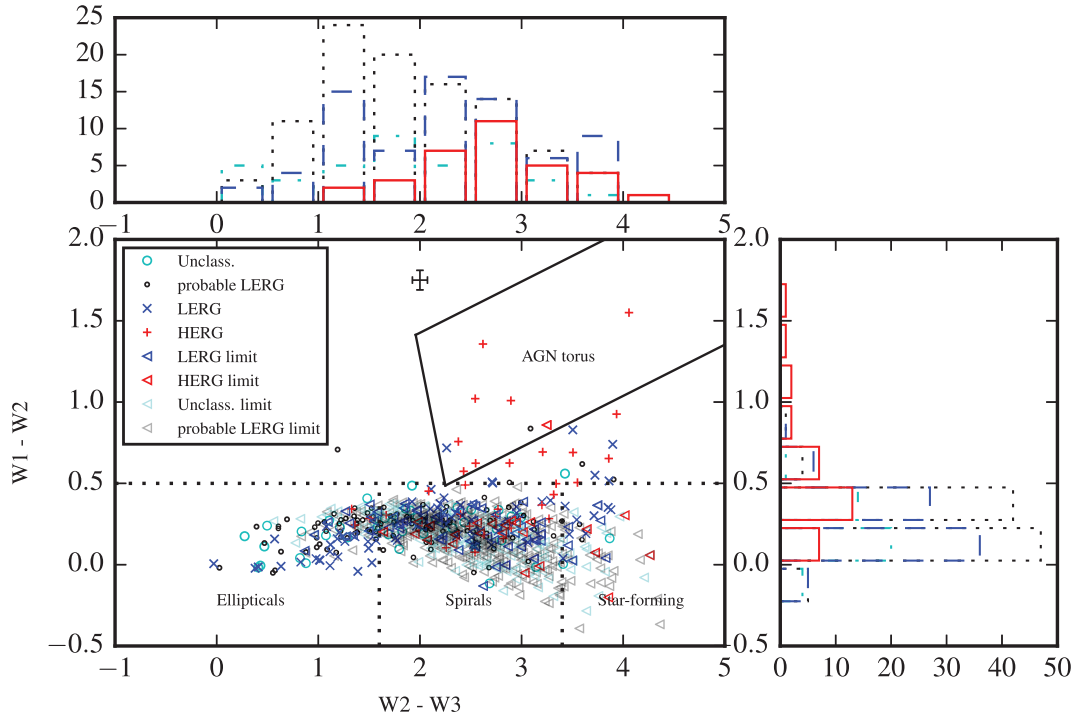 25
20
15
10
5
0
−1 0 1 2 3 4 5
2.0
1.5
1.0
0.5
0.0
−0.5
W1 - W2
Unclass.
probable LERG
LERG
HERG
LERG limit
HERG limit
Unclass. limit
probable LERG limit
AGN torus
Ellipticals
Spirals
Star-forming
−1 0 1 2 3 4 5
W2 - W3
2.0
1.5
1.0
0.5
0.0
−0.5
0 10 20 30 40 50